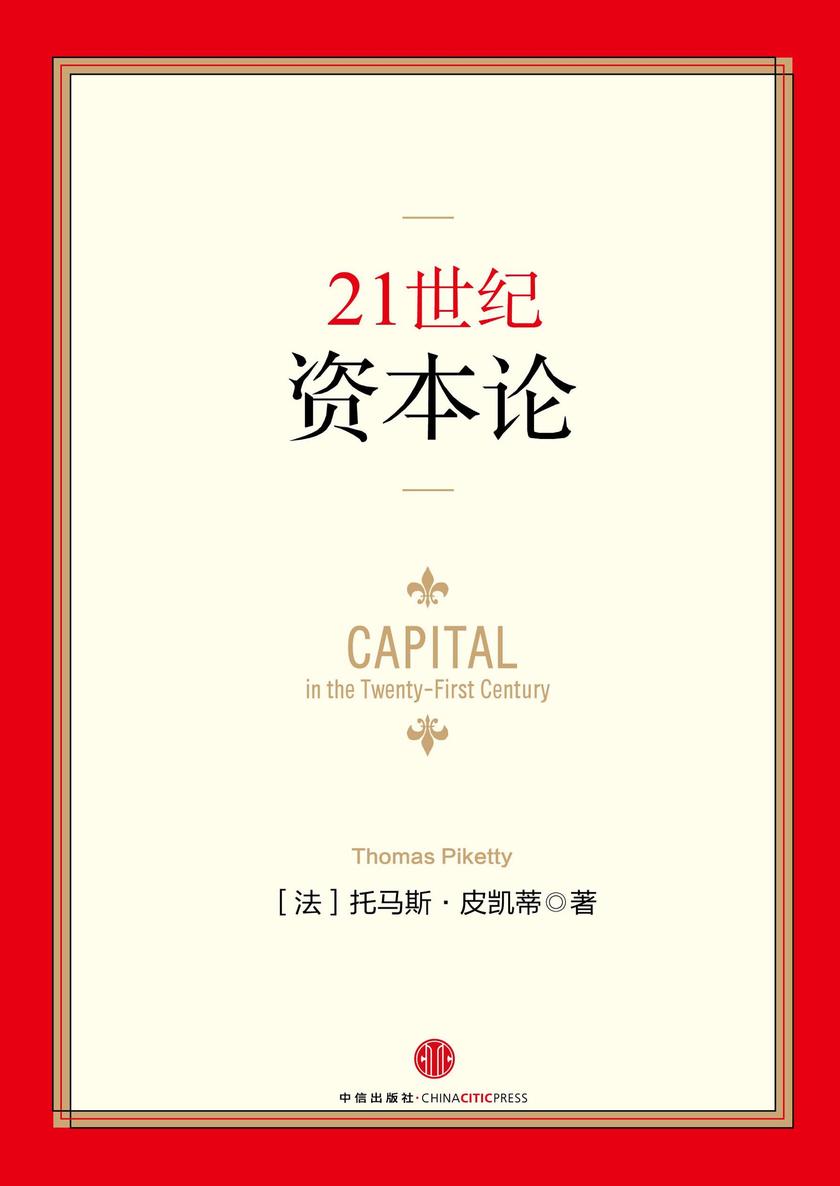 21世纪
资本论
CAPITAL
in the Twenty-First Century
Thomas Piketty
[法]托马斯·皮凯蒂◎著
中信出版社·CHINACITICPRESS